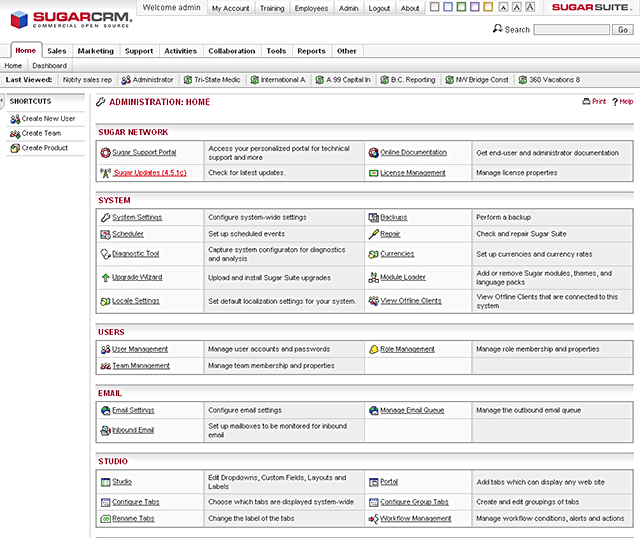 SUGARCRM.
COMMERCIAL OPEN SOURCE
Welcome admin My Account Training Employees Admin Logout About A A A SUGARSUITE.
Search Go
Home Sales Marketing Support Activities Collaboration Tools Reports Other
Home Dashboard
Last Viewed: Notify sales rep Administrator Tri-State Medic International A A 99 Capital In B.C. Reporting NW Bridge Const 360 Vacations 8
SHORTCUTS
Create New User
Create Team
Create Product
ADMINISTRATION: HOME Print ? Help
SUGAR NETWORK
Sugar Support Portal Access your personalized portal for technical support and more Online Documentation Get end-user and administrator documentation
Sugar Updates (4.5.1c) Check for latest updates. License Management Manage license properties
SYSTEM
System Settings Configure system-wide settings Backups Perform a backup
Scheduler Set up scheduled events Repair Check and repair Sugar Suite
Diagnostic Tool Capture system configuraton for diagnostics and analysis Currencies Set up currencies and currency rates
Upgrade Wizard Upload and install Sugar Suite upgrades Module Loader Add or remove Sugar modules, themes, and language packs
Locale Settings Set default localization settings for your system. View Offline Clients View Offline Clients that are connected to this system
USERS
User Management Manage user accounts and passwords Role Management Manage role membership and properties
Team Management Manage team membership and properties
EMAIL
Email Settings Configure email settings Manage Email Queue Manage the outbound email queue
Inbound Email Set up mailboxes to be monitored for inbound email
STUDIO
Studio Edit Dropdowns, Custom Fields, Layouts and Labels Portal Add tabs which can display any web site
Configure Tabs Choose which tabs are displayed system-wide Configure Group Tabs Create and edit groupings of tabs
Rename Tabs Change the label of the tabs Workflow Management Manage workflow conditions, alerts and actions